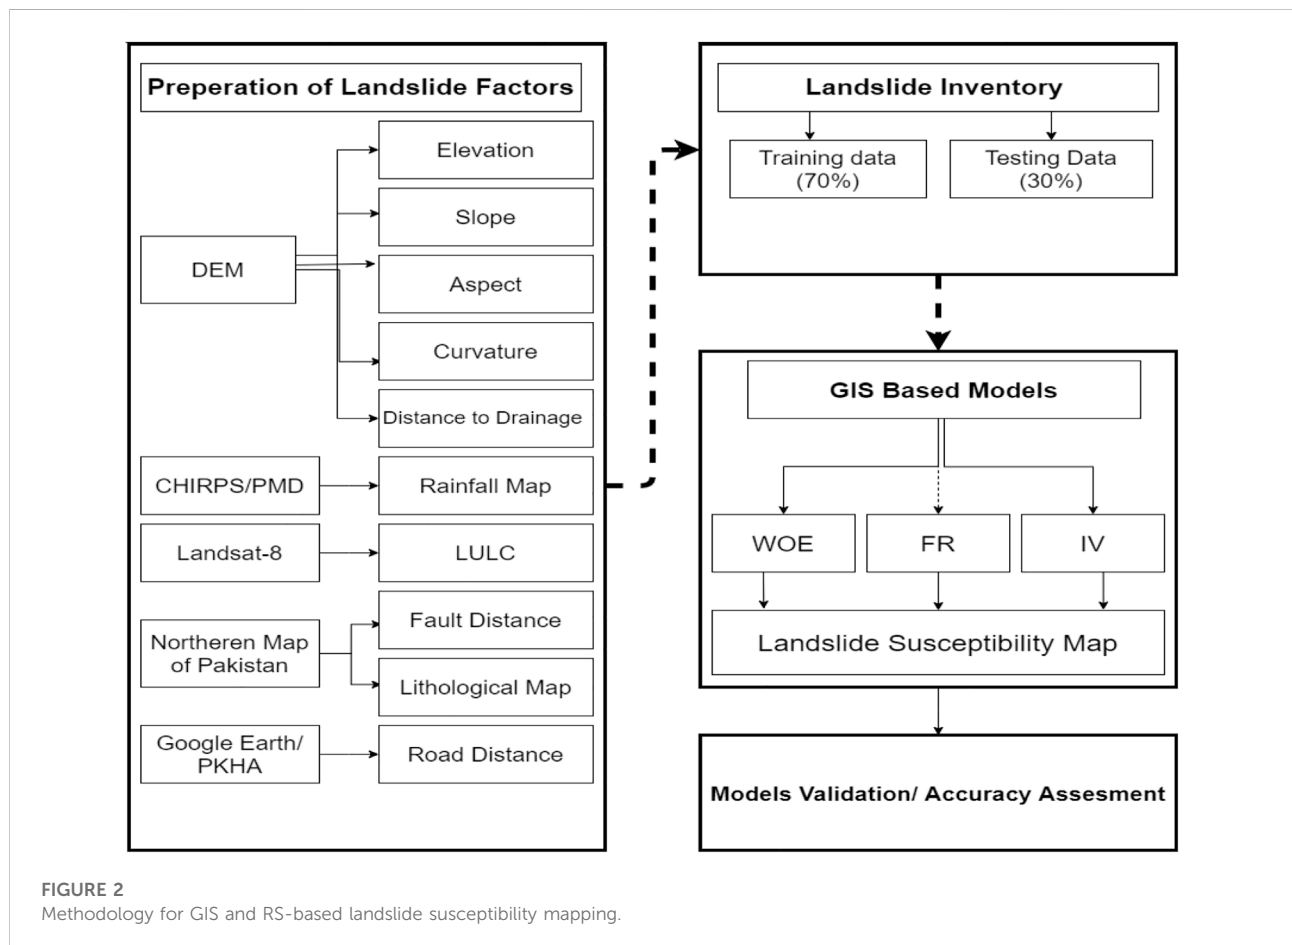 Preperation of Landslide Factors
DEM
Elevation
Slope
Aspect
Curvature
Distance to Drainage
CHIRPS/PMD
Rainfall Map
Landsat-8
LULC
Northeren Map
of Pakistan
Fault Distance
Lithological Map
Google Earth/
PKHA
Road Distance
Landslide Inventory
Training data
(70%)
Testing Data
(30%)
GIS Based Models
WOE
FR
IV
Landslide Susceptibility Map
Models Validation/ Accuracy Assesment
FIGURE 2
Methodology for GIS and RS-based landslide susceptibility mapping.